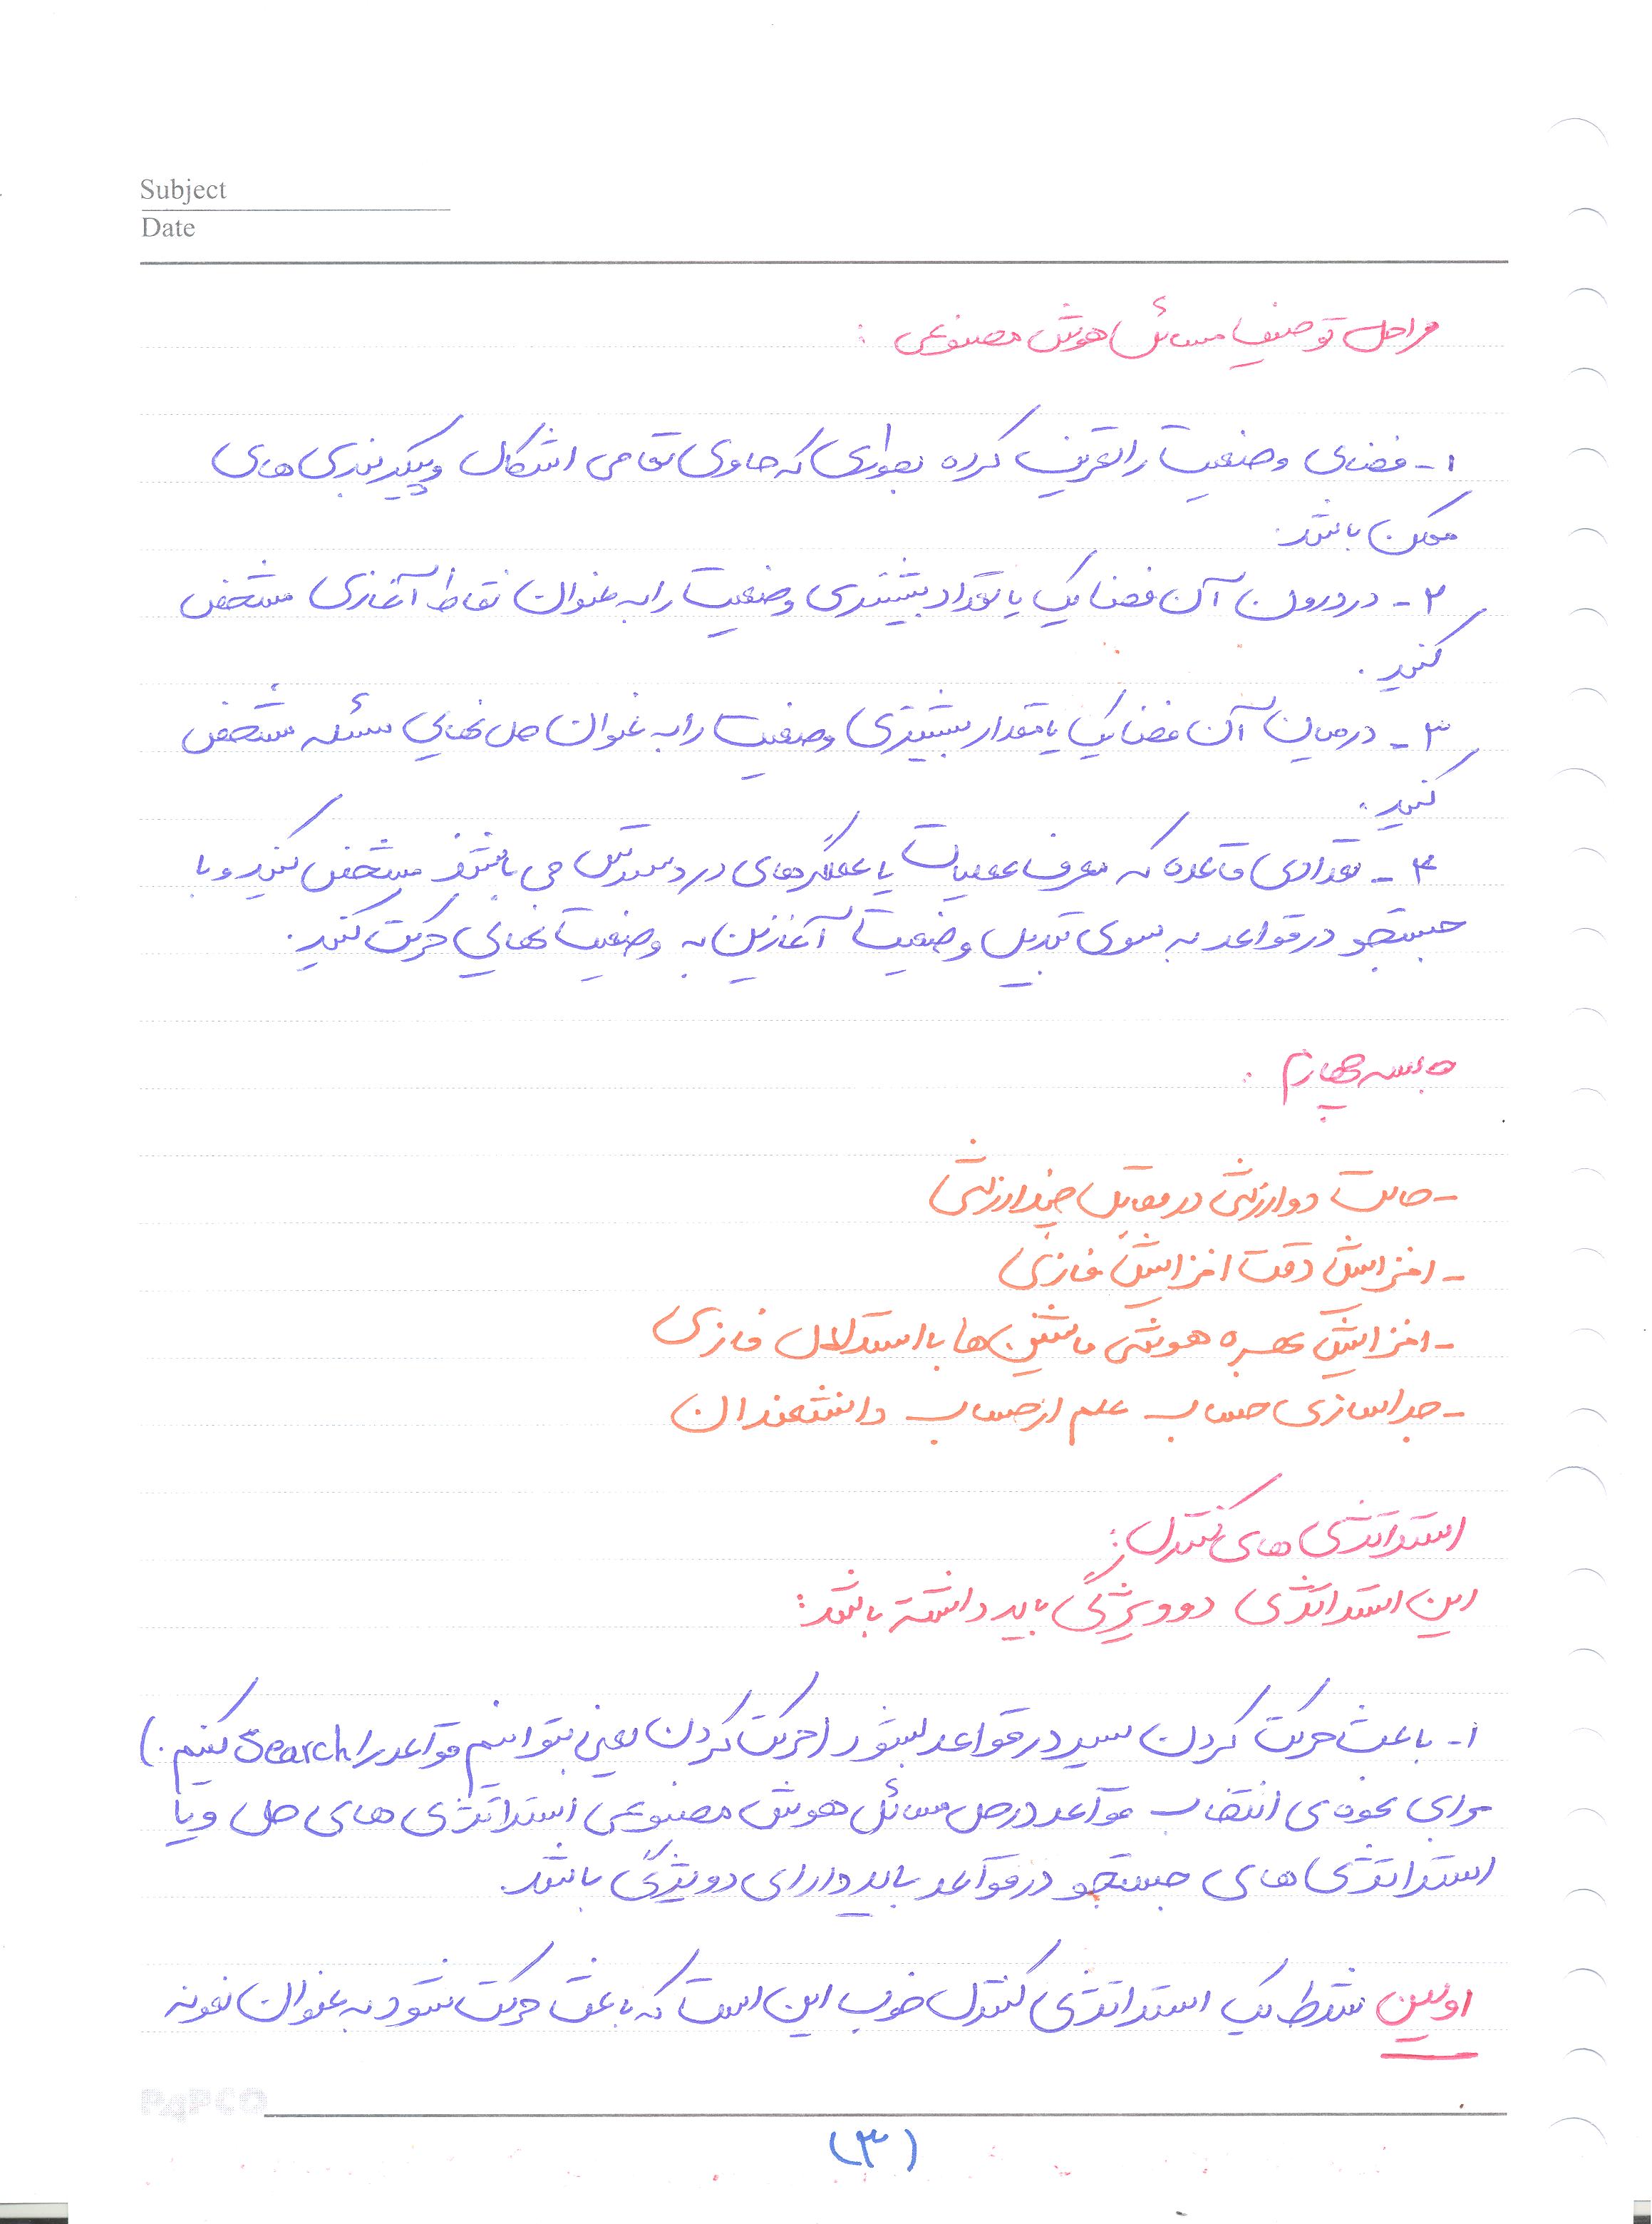 Subject
Date
مراحل توصیف مسائل هوش مصنوعی :
۱- فضای وضعیت را تعریف کرده بطوری که حاوی تمامی اشکال و پیکربندی های
ممکن باشد.
۲- در درون آن فضا یک یا تعداد بیشتری وضعیت را به عنوان نقاط آغازی مشخص
کنید.
۳- در میان آن فضا یک یا مقدار بیشتری وضعیت را به عنوان حل نهایی مسئله مشخص
کنید.
۴- تعدادی قاعده که معرف عملیات یا عملگرهای در دسترس می باشند مشخص کنید و با
جستجو در قواعد به سوی تبدیل وضعیت آغازین به وضعیت نهایی حرکت کنید.
جلسه چهارم :
- حالت دو ارزشی در مقابل چند ارزشی
- افزایش دقت افزایش فازی
- افزایش بهره هوشی ماشین ها با استدلال فازی
- جداسازی حساب علم از حساب دانشمندان
استراتژی های کنترل :
این استراتژی دو ویژگی باید داشته باشد :
۱- باعث حرکت کردن مسیر در قواعد بشود (حرکت کردن یعنی بتوانیم قواعد را Search کنیم.)
برای نحوه ی انتخاب قواعد در حل مسائل هوش مصنوعی استراتژی های حل و یا
استراتژی های جستجو در قواعد باید دارای دو ویژگی باشد.
اولین شرط یک استراتژی کنترل خوب این است که باعث حرکت شود به عنوان نمونه
PAPCO
(۳)